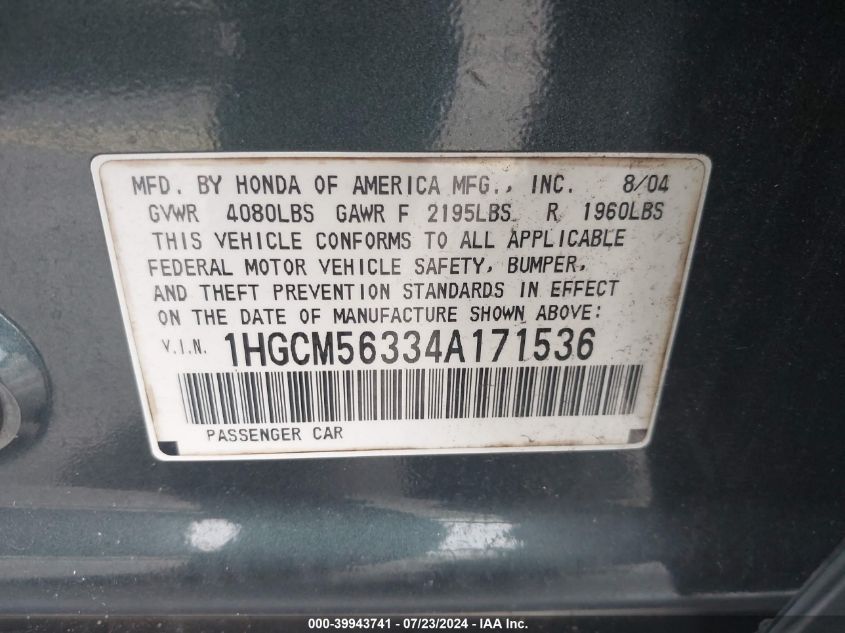 MFD. BY HONDA OF AMERICA MFG., INC. 8/04
GVWR 4080LBS GAWR F 2195LBS R 1960LBS
THIS VEHICLE CONFORMS TO ALL APPLICABLE
FEDERAL MOTOR VEHICLE SAFETY, BUMPER,
AND THEFT PREVENTION STANDARDS IN EFFECT
ON THE DATE OF MANUFACTURE SHOWN ABOVE:
V.I.N. 1HGCM56334A171536
PASSENGER CAR
000-39943741 - 07/23/2024 - IAA Inc.